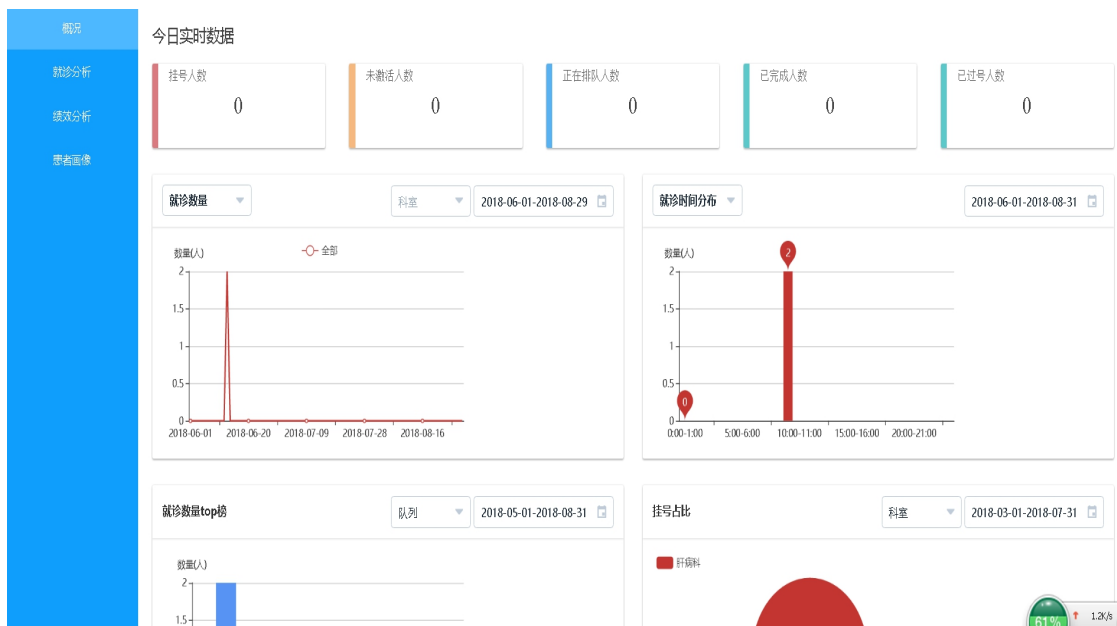 概况
就诊分析
绩效分析
患者画像
今日实时数据
挂号人数
0
未激活人数
0
正在排队人数
0
已完成人数
0
已过号人数
0
就诊数量 科室 2018-06-01-2018-08-29
数量(人) 全部
2
1.5
1
0.5
0
2018-06-01 2018-06-20 2018-07-09 2018-07-28 2018-08-16
就诊时间分布 2018-06-01-2018-08-31
数量(人)
2
2
1.5
1
0.5
0
0
0:00-1:00 5:00-6:00 10:00-11:00 15:00-16:00 20:00-21:00
就诊数量top榜 队列 2018-05-01-2018-08-31
数量(人)
2
1.5
挂号占比 科室 2018-03-01-2018-07-31
肝病科
61% 1.2K/s